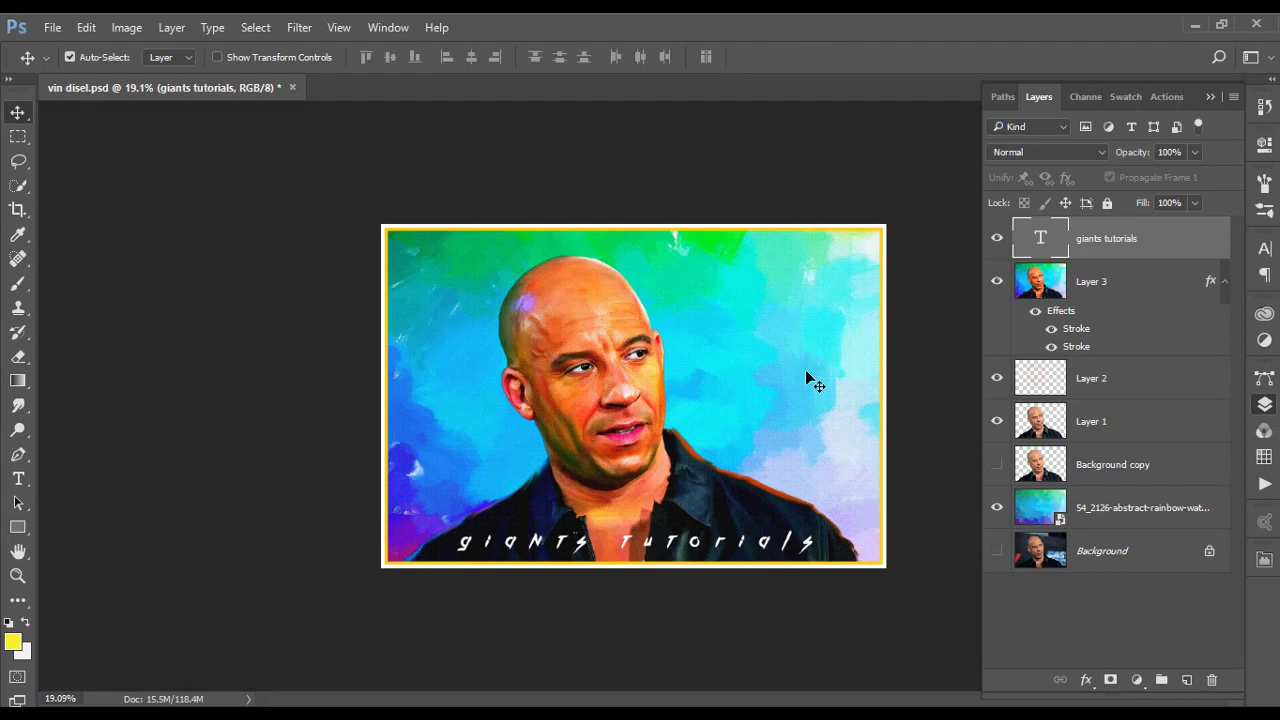 Ps File Edit Image Layer Type Select Filter View Window Help
Auto-Select: Layer Show Transform Controls
vin disel.psd @ 19.1% (giants tutorials, RGB/8) * ×
Paths Layers Channe Swatch Actions
Kind
Normal Opacity: 100%
Unify: Propagate Frame 1
Lock: Fill: 100%
T giants tutorials
Layer 3 fx
Effects
Stroke
Stroke
Layer 2
Layer 1
Background copy
54_2126-abstract-rainbow-wat...
Background
giANTS TuTorials
19.09% Doc: 15.5M/118.4M